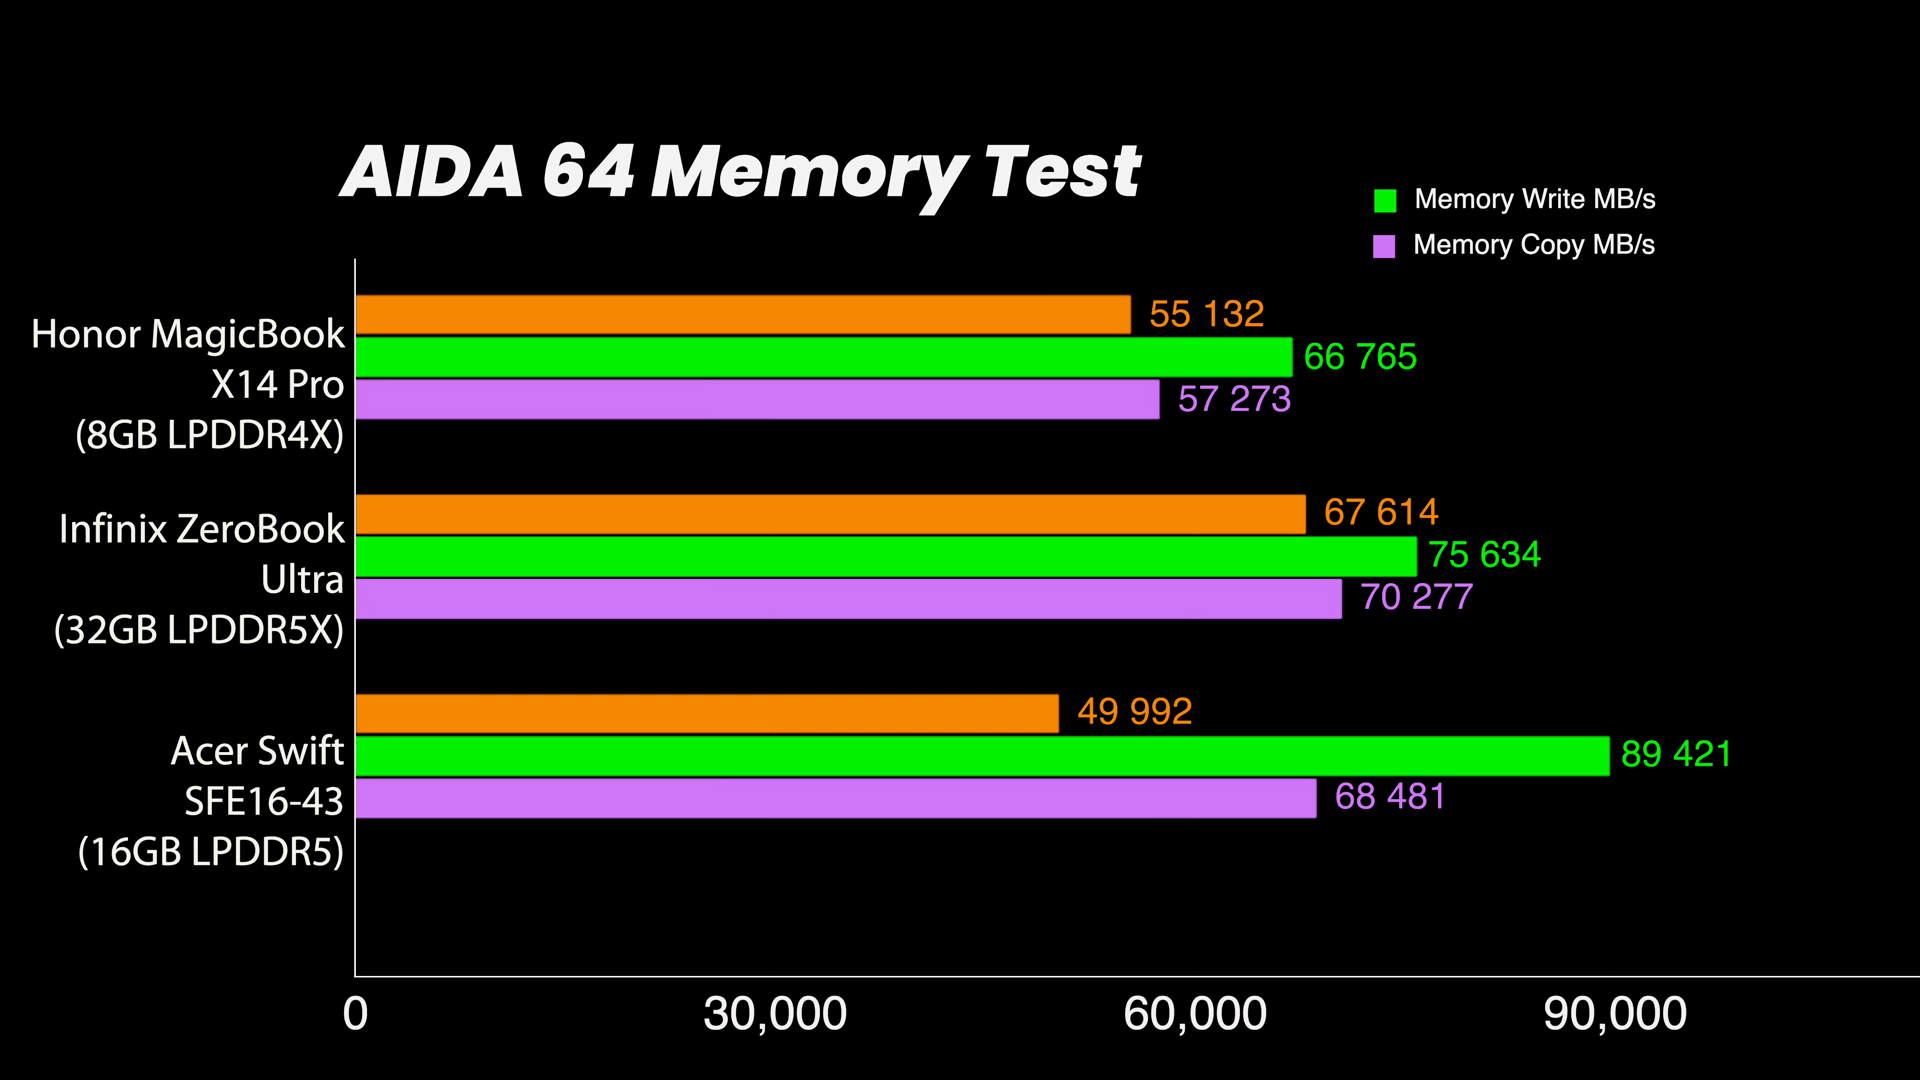 AIDA 64 Memory Test
Memory Write MB/s
Memory Copy MB/s
Honor MagicBook
X14 Pro
(8GB LPDDR4X)
55 132
66 765
57 273
Infinix ZeroBook
Ultra
(32GB LPDDR5X)
67 614
75 634
70 277
Acer Swift
SFE16-43
(16GB LPDDR5)
49 992
89 421
68 481
0
30,000
60,000
90,000